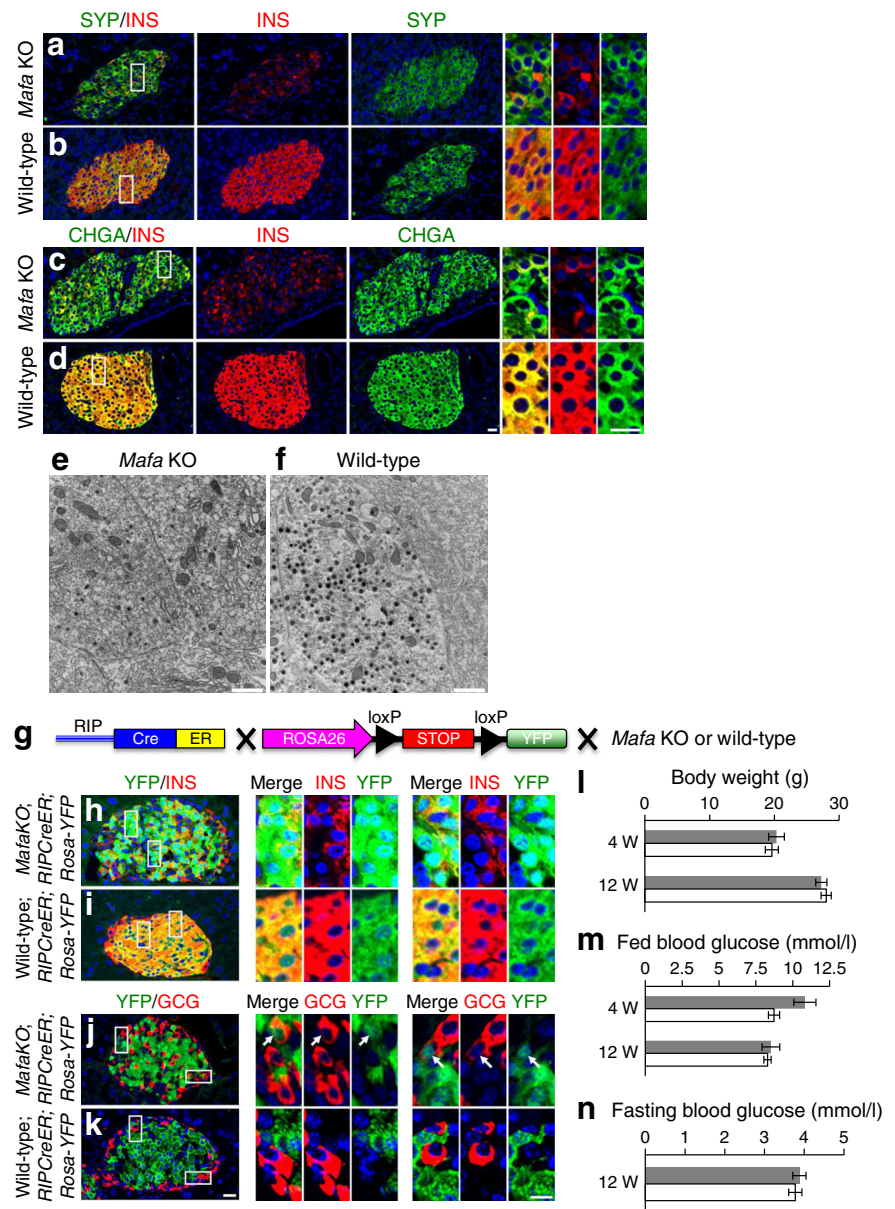 SYP/INS INS SYP
a
Mafa KO
b
Wild-type
CHGA/INS INS CHGA
c
Mafa KO
d
Wild-type
e Mafa KO
f Wild-type
g RIP Cre ER ROSA26 loxP STOP loxP YFP Mafa KO or wild-type
YFP/INS Merge INS YFP Merge INS YFP
h
MafaKO;
RIPCreER;
Rosa-YFP
i
Wild-type;
RIPCreER;
Rosa-YFP
YFP/GCG Merge GCG YFP Merge GCG YFP
j
MafaKO;
RIPCreER;
Rosa-YFP
k
Wild-type;
RIPCreER;
Rosa-YFP
l Body weight (g)
0 10 20 30
4 W
12 W
m Fed blood glucose (mmol/l)
0 2.5 5 7.5 10 12.5
4 W
12 W
n Fasting blood glucose (mmol/l)
0 1 2 3 4 5
12 W